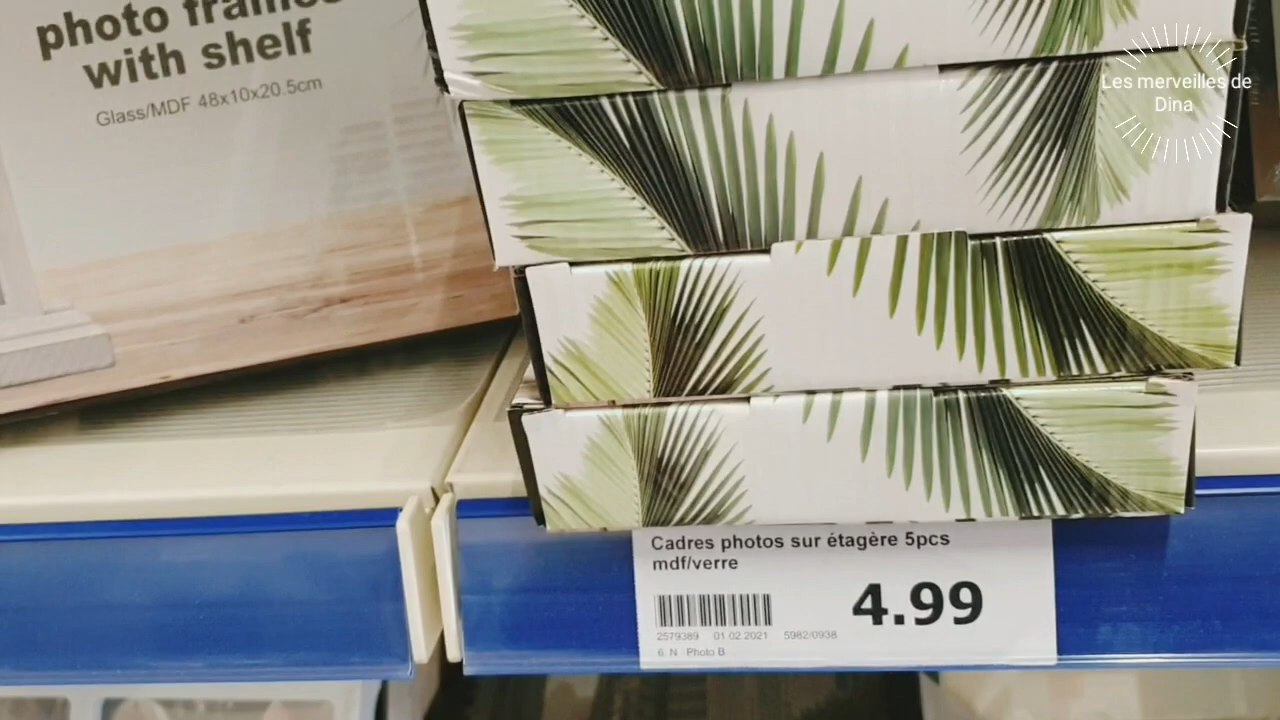 photo frames
with shelf
Glass/MDF 48x10x20.5cm
Les merveilles de
Dina
Cadres photos sur étagère 5pcs
mdf/verre
4.99
2579389 01 02 2021 5982/0938
6 N Photo B